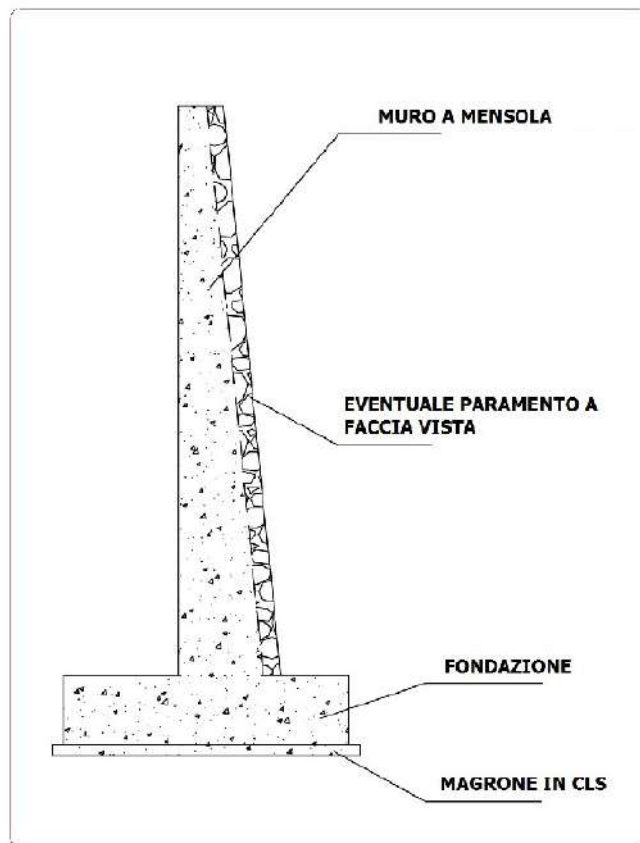 MURO A MENSOLA
EVENTUALE PARAMENTO A
FACCIA VISTA
FONDAZIONE
MAGRONE IN CLS